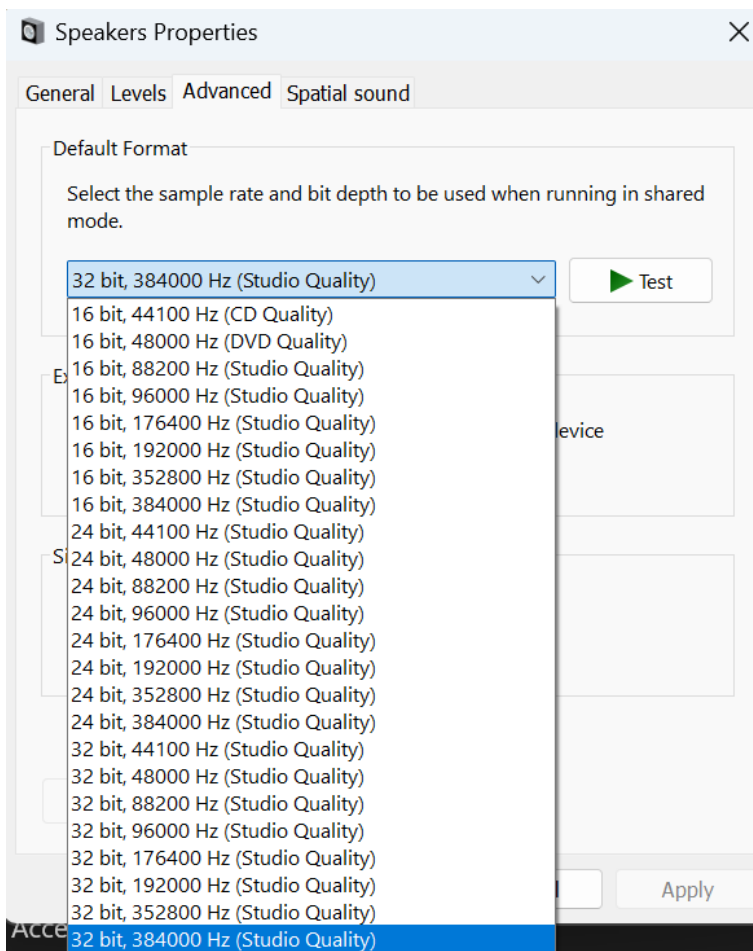 Speakers Properties
General Levels Advanced Spatial sound
Default Format
Select the sample rate and bit depth to be used when running in shared
mode.
32 bit, 384000 Hz (Studio Quality)
Test
16 bit, 44100 Hz (CD Quality)
16 bit, 48000 Hz (DVD Quality)
16 bit, 88200 Hz (Studio Quality)
16 bit, 96000 Hz (Studio Quality)
16 bit, 176400 Hz (Studio Quality)
16 bit, 192000 Hz (Studio Quality)
16 bit, 352800 Hz (Studio Quality)
16 bit, 384000 Hz (Studio Quality)
24 bit, 44100 Hz (Studio Quality)
24 bit, 48000 Hz (Studio Quality)
24 bit, 88200 Hz (Studio Quality)
24 bit, 96000 Hz (Studio Quality)
24 bit, 176400 Hz (Studio Quality)
24 bit, 192000 Hz (Studio Quality)
24 bit, 352800 Hz (Studio Quality)
24 bit, 384000 Hz (Studio Quality)
32 bit, 44100 Hz (Studio Quality)
32 bit, 48000 Hz (Studio Quality)
32 bit, 88200 Hz (Studio Quality)
32 bit, 96000 Hz (Studio Quality)
32 bit, 176400 Hz (Studio Quality)
32 bit, 192000 Hz (Studio Quality)
32 bit, 352800 Hz (Studio Quality)
32 bit, 384000 Hz (Studio Quality)
Apply